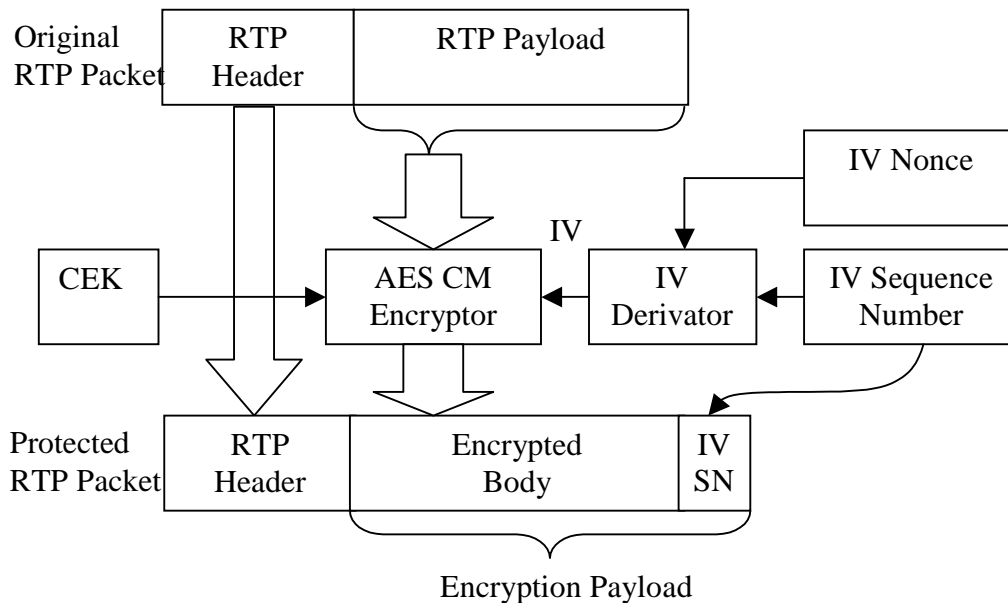 Original
RTP Packet
RTP
Header
RTP Payload
IV Nonce
IV
CEK
AES CM
Encryptor
IV
Derivator
IV Sequence
Number
Protected
RTP Packet
RTP
Header
Encrypted
Body
IV
SN
Encryption Payload